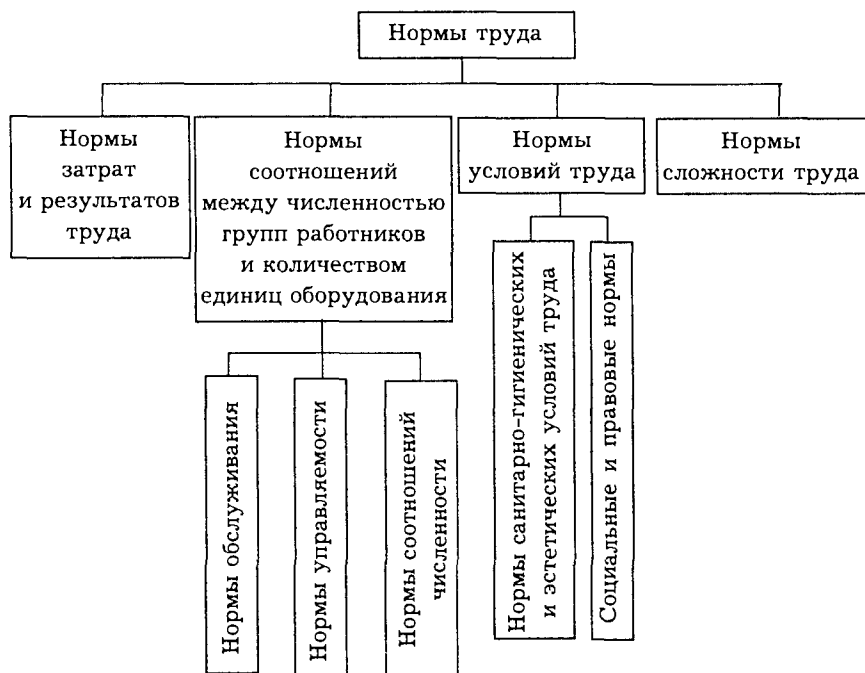 Нормы труда
Нормы
затрат
и результатов
труда
Нормы
соотношений
между численностью
групп работников
и количеством
единиц оборудования
Нормы
условий труда
Нормы
сложности труда
Нормы обслуживания
Нормы управляемости
Нормы соотношений
численности
Нормы санитарно-гигиенических
и эстетических условий труда
Социальные и правовые нормы